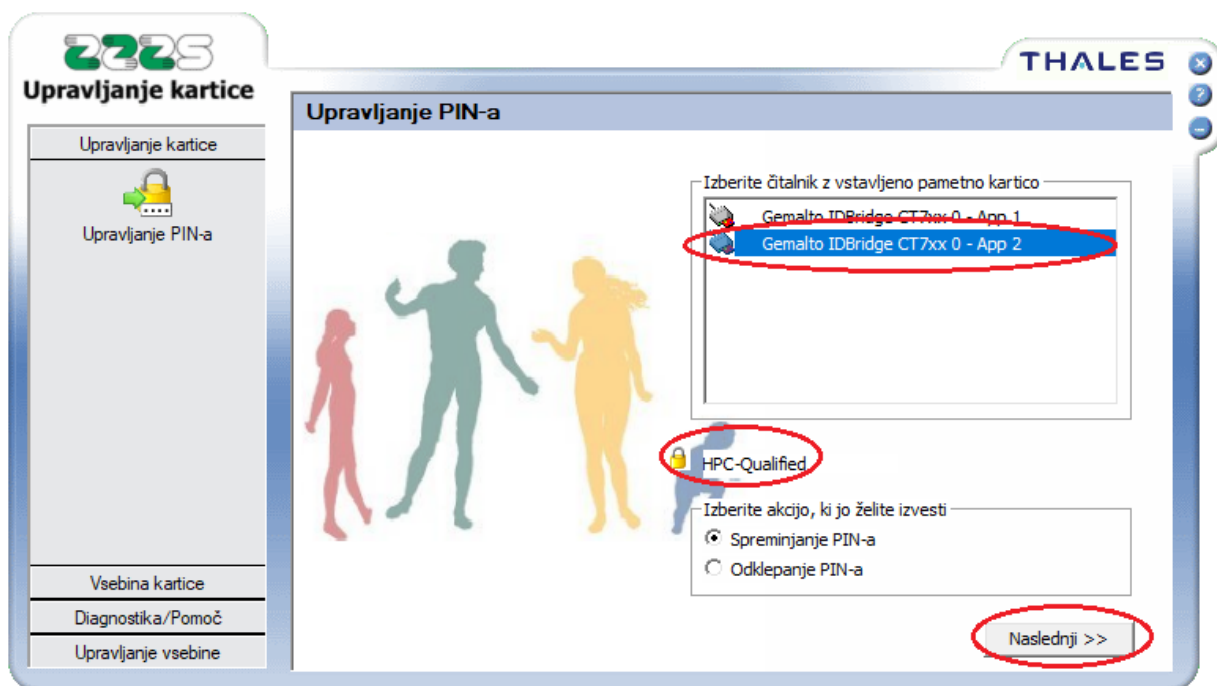 ZZZS
Upravljanje kartice
THALES
Upravljanje PIN-a
Upravljanje kartice
Upravljanje PIN-a
Izberite čitalnik z vstavljeno pametno kartico
Gemalto IDBridge CT7xx 0 - App 1
Gemalto IDBridge CT7xx 0 - App 2
HPC-Qualified
Izberite akcijo, ki jo želite izvesti
Spreminjanje PIN-a
Odklepanje PIN-a
Vsebina kartice
Diagnostika/Pomoč
Upravljanje vsebine
Naslednji >>